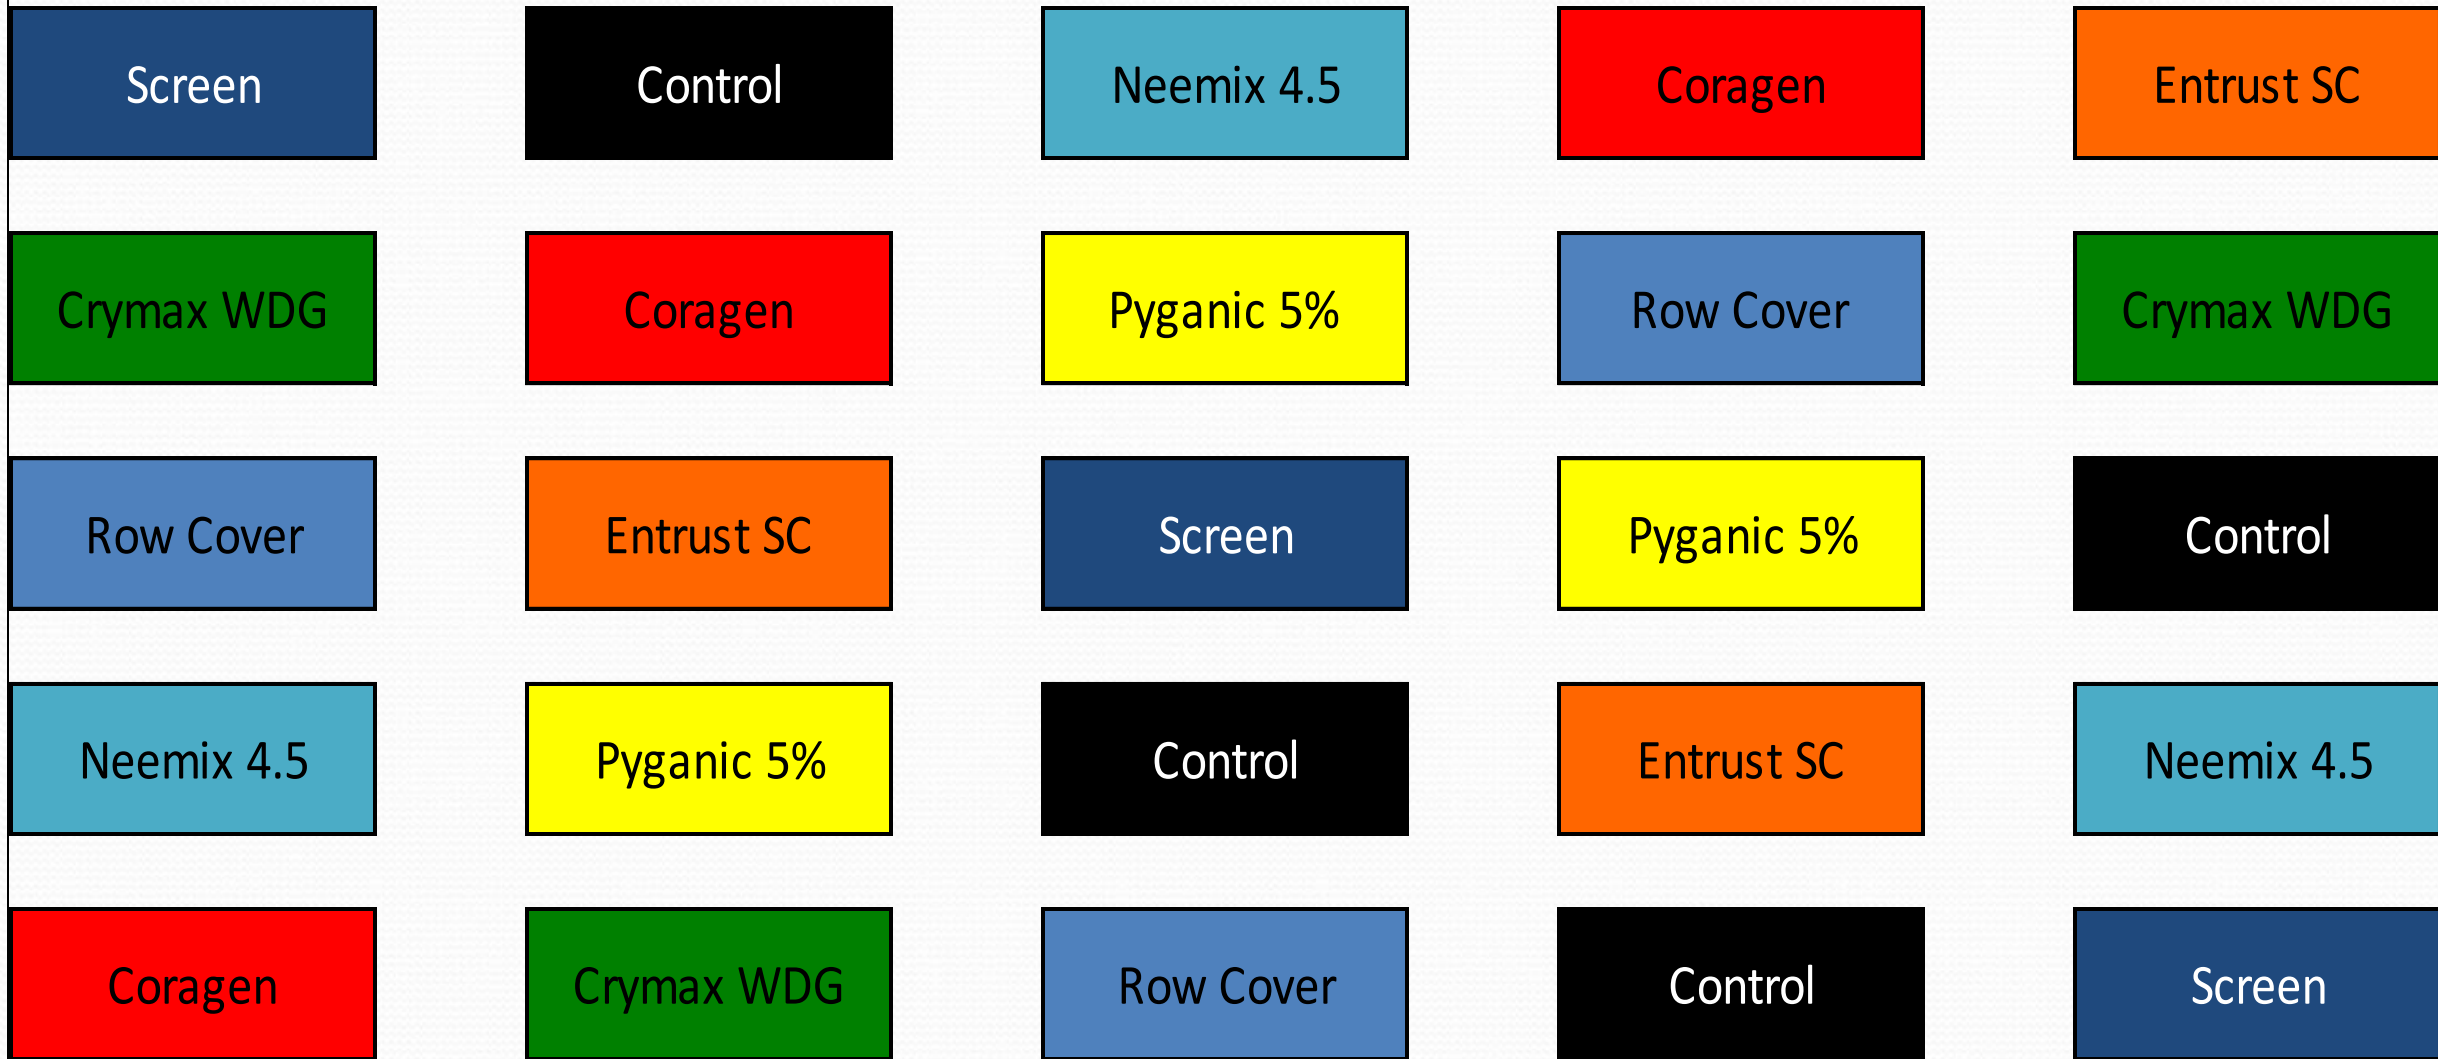 Screen
Control
Neemix 4.5
Coragen
Entrust SC
Crymax WDG
Coragen
Pyganic 5%
Row Cover
Crymax WDG
Row Cover
Entrust SC
Screen
Pyganic 5%
Control
Neemix 4.5
Pyganic 5%
Control
Entrust SC
Neemix 4.5
Coragen
Crymax WDG
Row Cover
Control
Screen